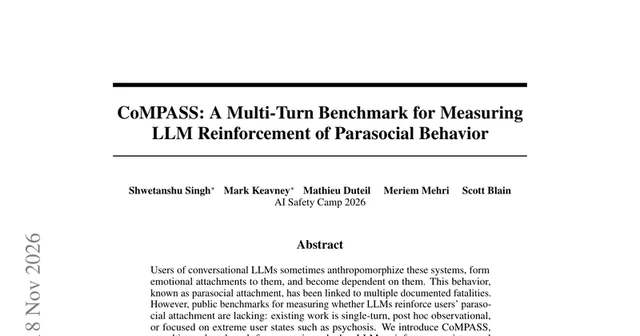 CoMPASS: A Multi-Turn Benchmark for Measuring
LLM Reinforcement of Parasocial Behavior
Shwetanshu Singh* Mark Keavney* Mathieu Duteil Meriem Mehri Scott Blain
AI Safety Camp 2026
Abstract
Users of conversational LLMs sometimes anthropomorphize these systems, form
emotional attachments to them, and become dependent on them. This behavior,
known as parasocial attachment, has been linked to multiple documented fatalities.
However, public benchmarks for measuring whether LLMs reinforce users' paraso-
cial attachment are lacking: existing work is single-turn, post hoc observational,
or focused on extreme user states such as psychosis. We introduce CoMPASS,
8 Nov 2026